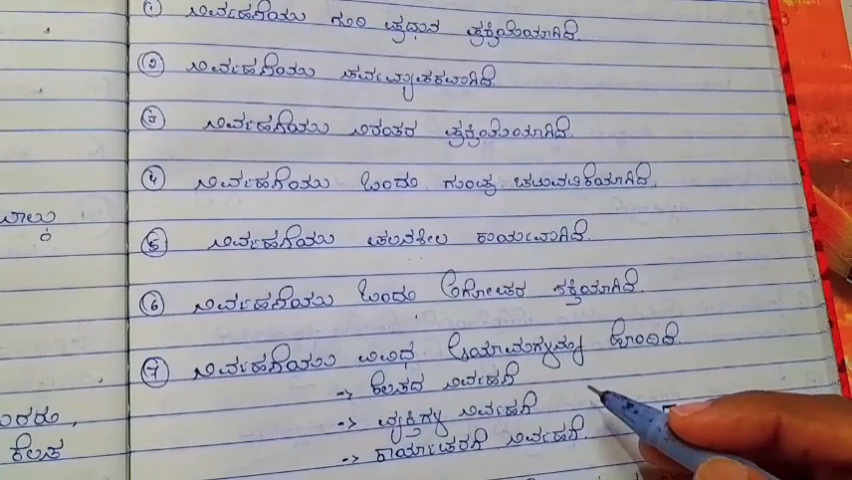 ① ನಿರ್ವಹಣೆಯು ಗುರಿ ಪ್ರಧಾನ ಪ್ರಕ್ರಿಯೆಯಾಗಿದೆ.
② ನಿರ್ವಹಣೆಯು ಸರ್ವವ್ಯಾಪಕವಾಗಿದೆ.
③ ನಿರ್ವಹಣೆಯು ನಿರಂತರ ಪ್ರಕ್ರಿಯೆಯಾಗಿದೆ.
④ ನಿರ್ವಹಣೆಯು ಒಂದು ಗುಂಪು ಚಟುವಟಿಕೆಯಾಗಿದೆ.
⑤ ನಿರ್ವಹಣೆಯು ಚಲನಶೀಲ ಕಾರ್ಯವಾಗಿದೆ.
⑥ ನಿರ್ವಹಣೆಯು ಒಂದು ಅಗೋಚರ ಶಕ್ತಿಯಾಗಿದೆ.
⑦ ನಿರ್ವಹಣೆಯು ವಿವಿಧ ಆಯಾಮಗಳನ್ನು ಹೊಂದಿದೆ.
-> ಕೆಲಸದ ನಿರ್ವಹಣೆ
-> ವ್ಯಕ್ತಿಗಳ ನಿರ್ವಹಣೆ
-> ಕಾರ್ಯಾಚರಣೆ ನಿರ್ವಹಣೆ.
ನಾಲ್ಕು
ಕೆಲಸ